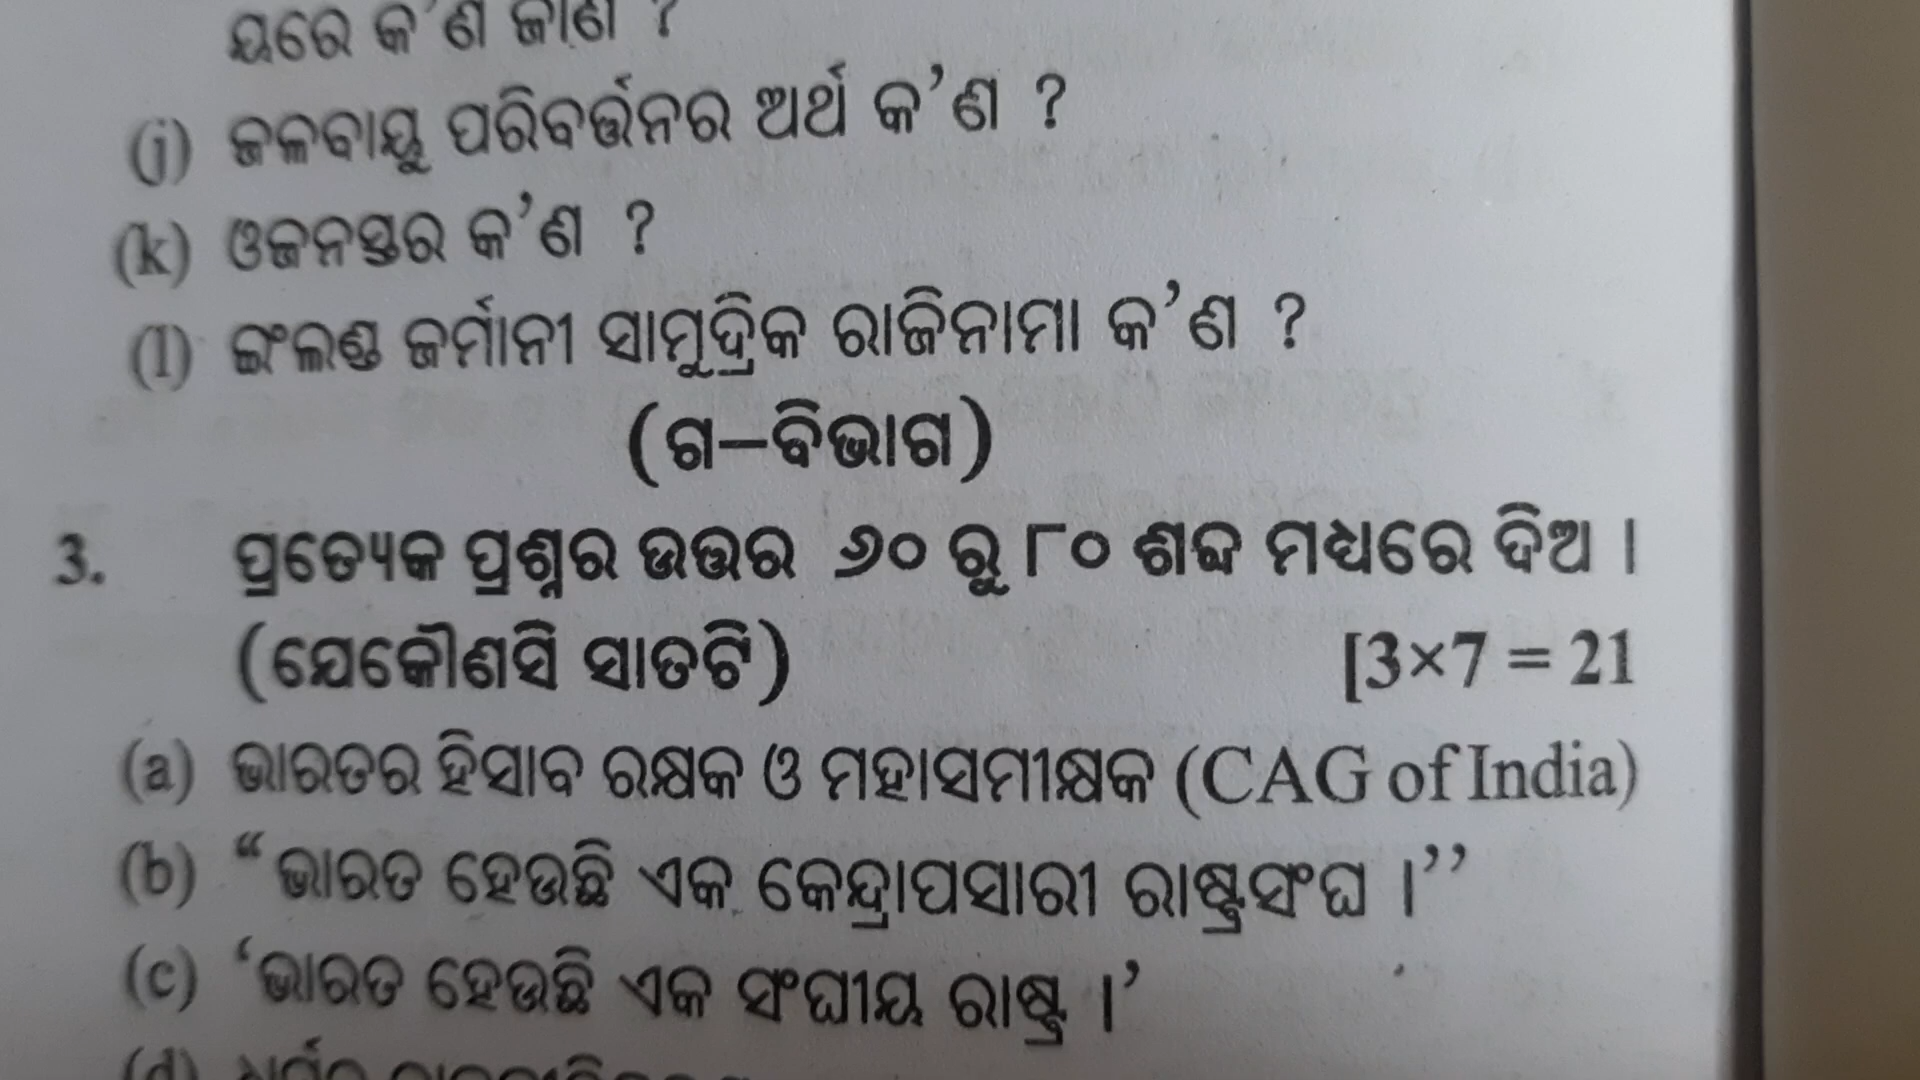 ୟରେ କ'ଣ ଜାଣ ?
(j) ଜଳବାୟୁ ପରିବର୍ତ୍ତନର ଅର୍ଥ କ'ଣ ?
(k) ଓଜନସ୍ତର କ'ଣ ?
(l) ଇଂଲଣ୍ଡ ଜର୍ମାନୀ ସାମୁଦ୍ରିକ ରାଜିନାମା କ'ଣ ?
(ଗ–ବିଭାଗ)
3. ପ୍ରତ୍ୟେକ ପ୍ରଶ୍ନର ଉତ୍ତର ୬୦ ରୁ ୮୦ ଶବ୍ଦ ମଧ୍ୟରେ ଦିଅ ।
(ଯେକୌଣସି ସାତଟି) [3×7 = 21
(a) ଭାରତର ହିସାବ ରକ୍ଷକ ଓ ମହାସମୀକ୍ଷକ (CAG of India)
(b) “ଭାରତ ହେଉଛି ଏକ କେନ୍ଦ୍ରାପସାରୀ ରାଷ୍ଟ୍ରସଂଘ ।’’
(c) ‘ଭାରତ ହେଉଛି ଏକ ସଂଘୀୟ ରାଷ୍ଟ୍ର ।’
(d)